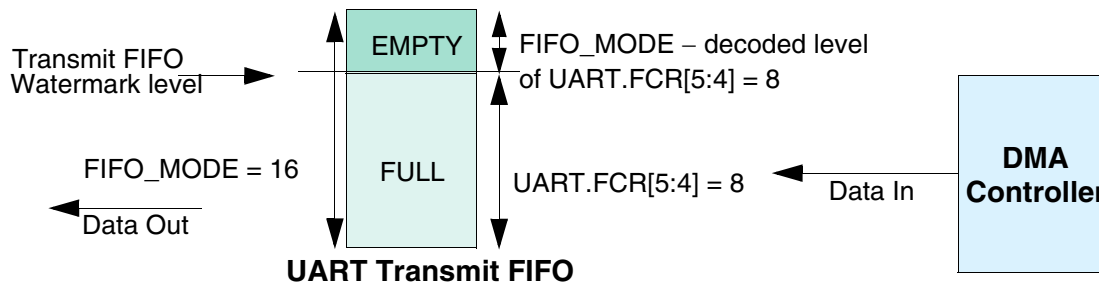 EMPTY
FIFO_MODE – decoded level
of UART.FCR[5:4] = 8
Transmit FIFO
Watermark level
FIFO_MODE = 16
FULL
UART.FCR[5:4] = 8
Data Out
Data In
DMA
Controller
UART Transmit FIFO